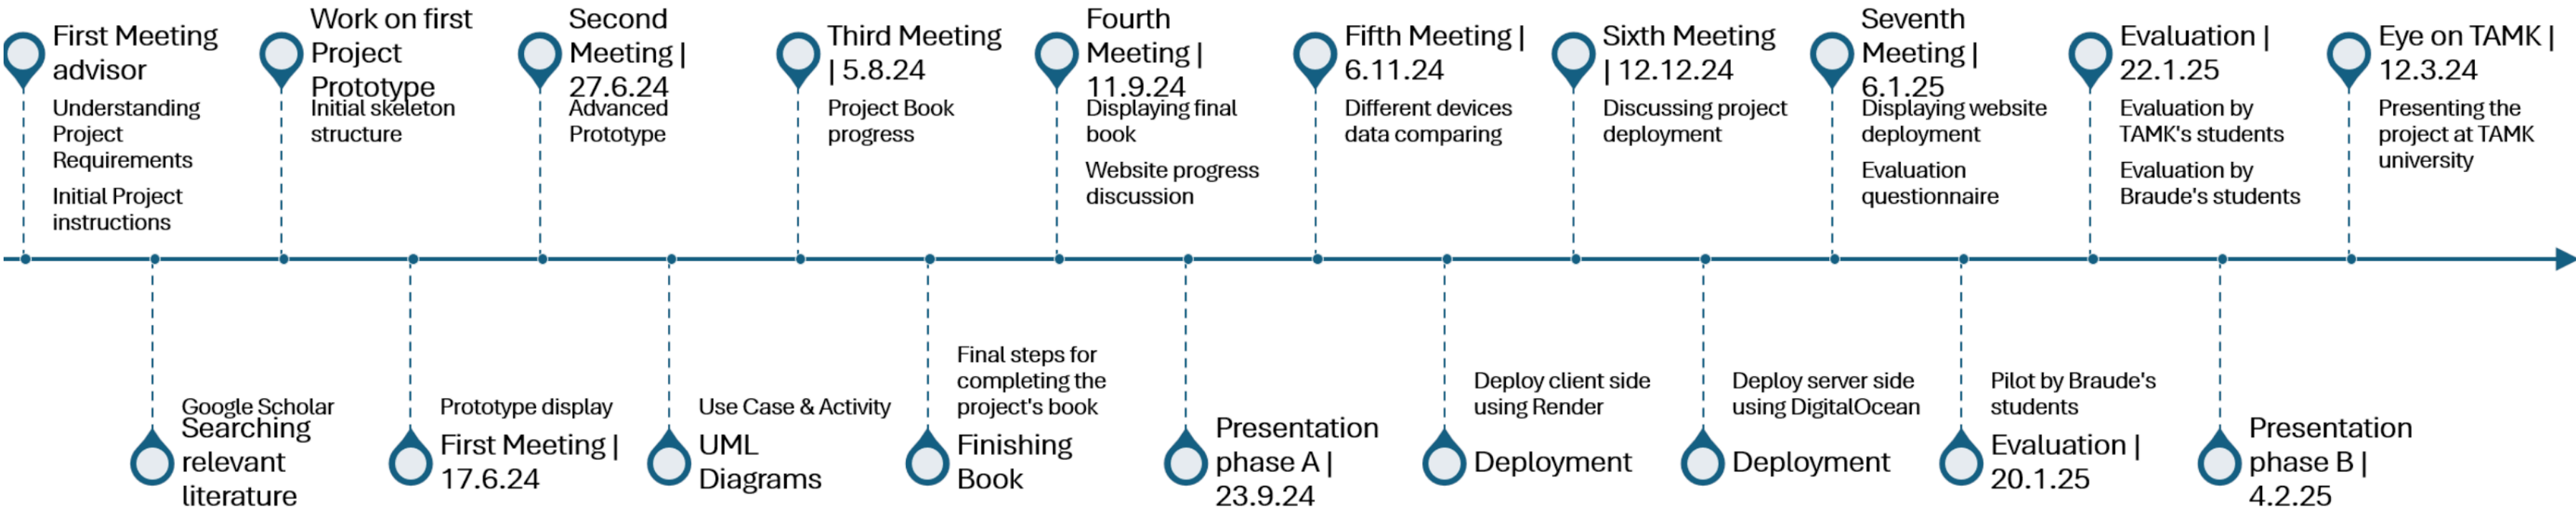 First Meeting
advisor
Understanding
Project
Requirements
Initial Project
instructions
Google Scholar
Searching
relevant
literature
Work on first
Project
Prototype
Initial skeleton
structure
Prototype display
First Meeting |
17.6.24
Second
Meeting |
27.6.24
Advanced
Prototype
Use Case & Activity
UML
Diagrams
Third Meeting
| 5.8.24
Project Book
progress
Final steps for
completing the
project's book
Finishing
Book
Fourth
Meeting |
11.9.24
Displaying final
book
Website progress
discussion
Presentation
phase A |
23.9.24
Fifth Meeting |
6.11.24
Different devices
data comparing
Deploy client side
using Render
Deployment
Sixth Meeting
| 12.12.24
Discussing project
deployment
Deploy server side
using DigitalOcean
Deployment
Seventh
Meeting |
6.1.25
Displaying website
deployment
Evaluation
questionnaire
Pilot by Braude's
students
Evaluation |
20.1.25
Evaluation |
22.1.25
Evaluation by
TAMK's students
Evaluation by
Braude's students
Presentation
phase B |
4.2.25
Eye on TAMK |
12.3.24
Presenting the
project at TAMK
university